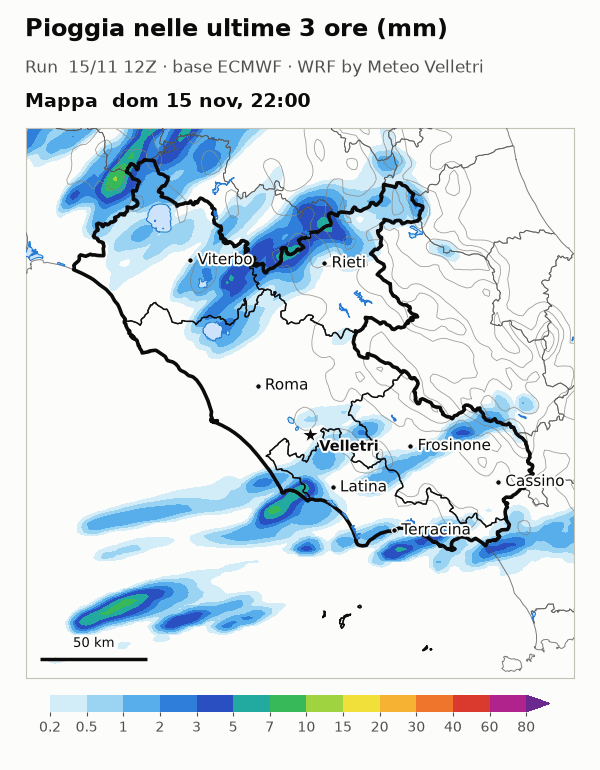 Pioggia nelle ultime 3 ore (mm)
Run 15/11 12Z · base ECMWF · WRF by Meteo Velletri
Mappa dom 15 nov, 22:00
Viterbo
Rieti
Roma
Velletri
Frosinone
Latina
Cassino
Terracina
50 km
0.2 0.5 1 2 3 5 7 10 15 20 30 40 60 80